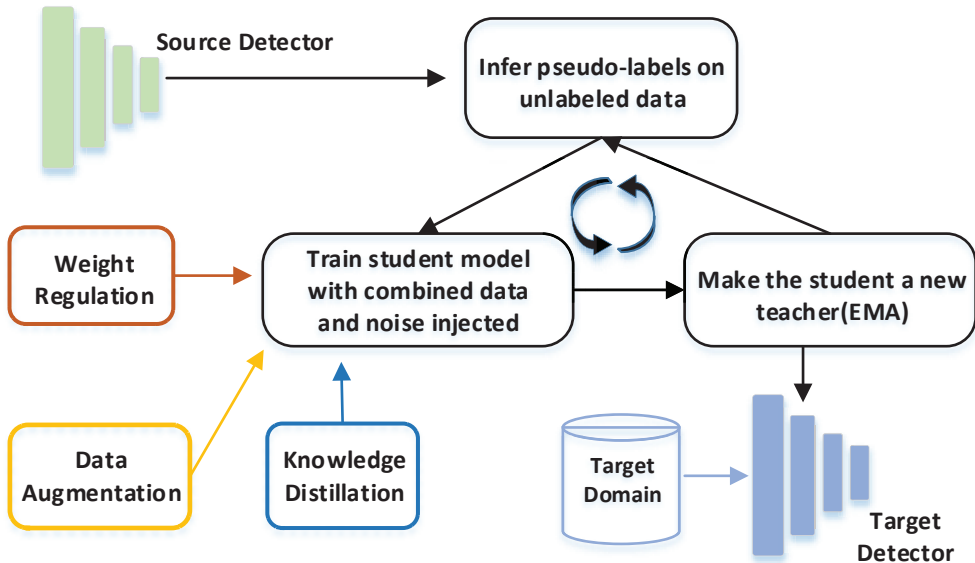 Source Detector
Infer pseudo-labels on
unlabeled data
Weight
Regulation
Train student model
with combined data
and noise injected
Make the student a new
teacher(EMA)
Data
Augmentation
Knowledge
Distillation
Target
Domain
Target
Detector